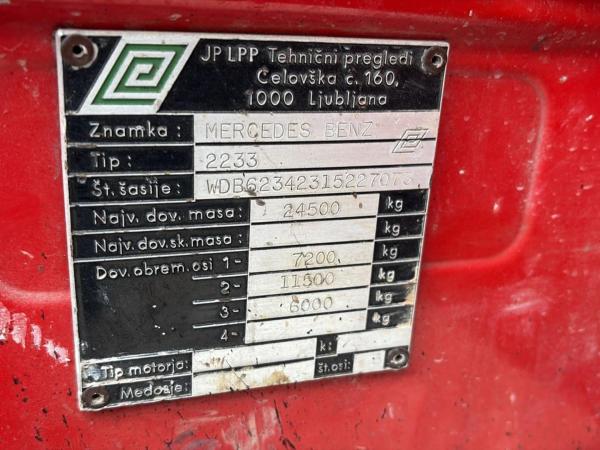 JP LPP Tehnični pregledi
Celovška c. 160,
1000 Ljubljana
Znamka: MERCEDES BENZ
Tip: 2233
Št. šasije: WDB62342315227073
Najv. dov. masa: 24500 kg
Najv. dov. sk. masa: kg
Dov. obrem. osi 1- 7200 kg
2- 11500 kg
3- 6000 kg
4- kg
Tip motorja: k:
Medosje: št. osi: